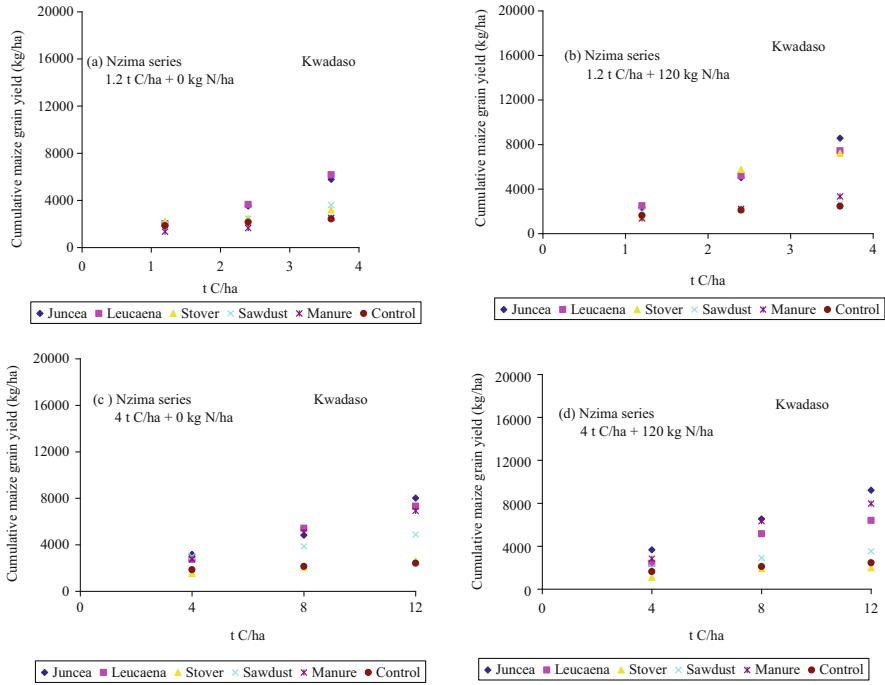 Cumulative maize grain yield (kg/ha)
20000
16000
12000
8000
4000
0
(a) Nzima series
1.2 t C/ha + 0 kg N/ha
Kwadaso
0 1 2 3 4
t C/ha
Juncea Leucaena Stover Sawdust Manure Control
Cumulative maize grain yield (kg/ha)
20000
16000
12000
8000
4000
0
(b) Nzima series
1.2 t C/ha + 120 kg N/ha
Kwadaso
0 1 2 3 4
t C/ha
Juncea Leucaena Stover Sawdust Manure Control
Cumulative maize grain yield (kg/ha)
20000
16000
12000
8000
4000
0
(c ) Nzima series
4 t C/ha + 0 kg N/ha
Kwadaso
0 4 8 12
t C/ha
Juncea Leucaena Stover Sawdust Manure Control
Cumulative maize grain yield (kg/ha)
20000
16000
12000
8000
4000
0
(d) Nzima series
4 t C/ha + 120 kg N/ha
Kwadaso
0 4 8 12
t C/ha
Juncea Leucaena Stover Sawdust Manure Control